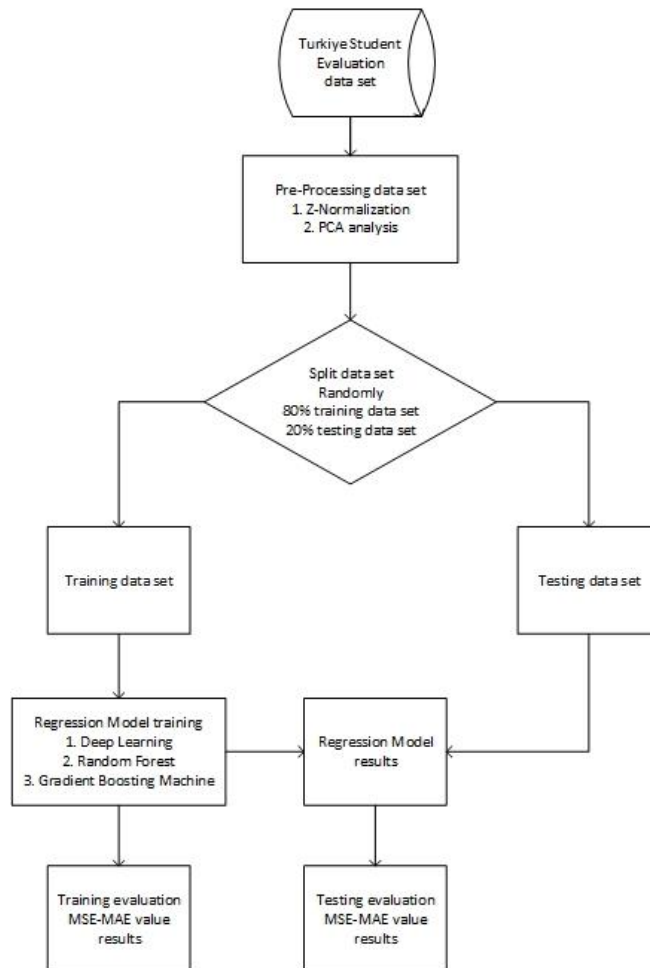 Turkiye Student
Evaluation
data set
Pre-Processing data set
1. Z-Normalization
2. PCA analysis
Split data set
Randomly
80% training data set
20% testing data set
Training data set
Testing data set
Regression Model training
1. Deep Learning
2. Random Forest
3. Gradient Boosting Machine
Regression Model
results
Training evaluation
MSE-MAE value
results
Testing evaluation
MSE-MAE value
results